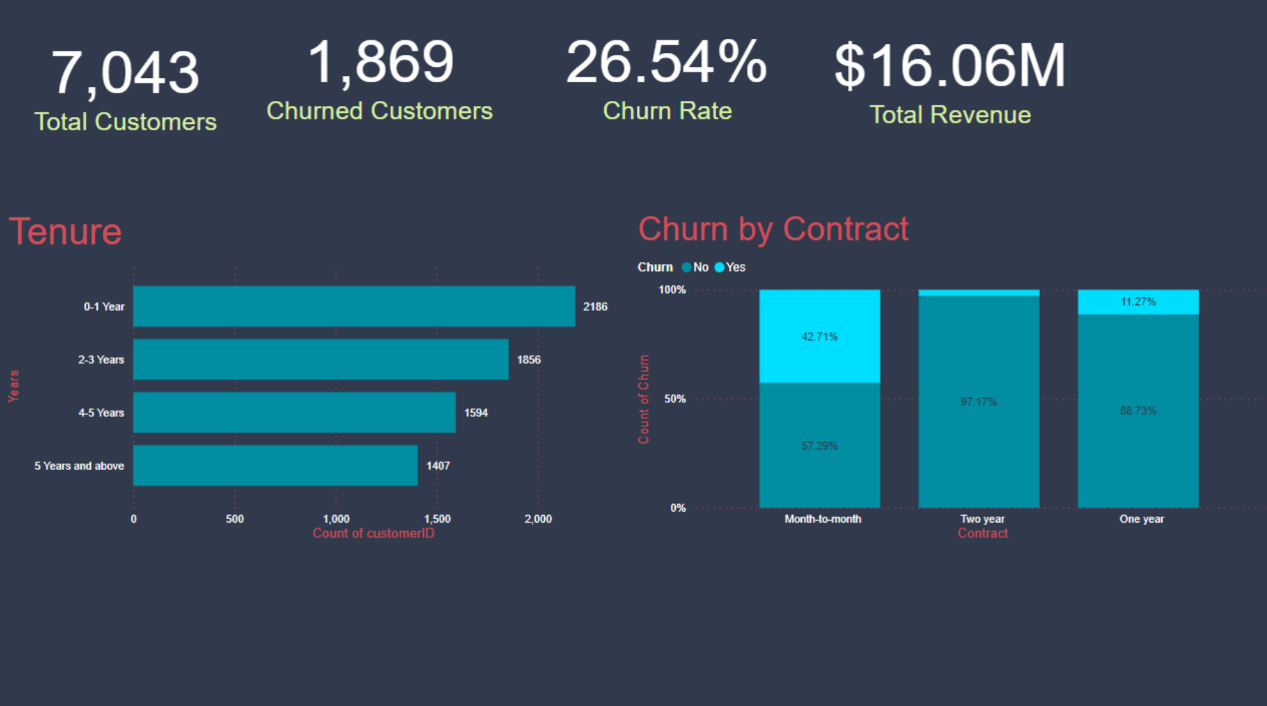 7,043
Total Customers
1,869
Churned Customers
26.54%
Churn Rate
$16.06M
Total Revenue
Tenure
Years
0-1 Year
2186
2-3 Years
1856
4-5 Years
1594
5 Years and above
1407
0
500
1,000
1,500
2,000
Count of customerID
Churn by Contract
Churn No Yes
Count of Churn
100%
50%
0%
42.71%
57.29%
97.17%
11.27%
88.73%
Month-to-month
Two year
One year
Contract